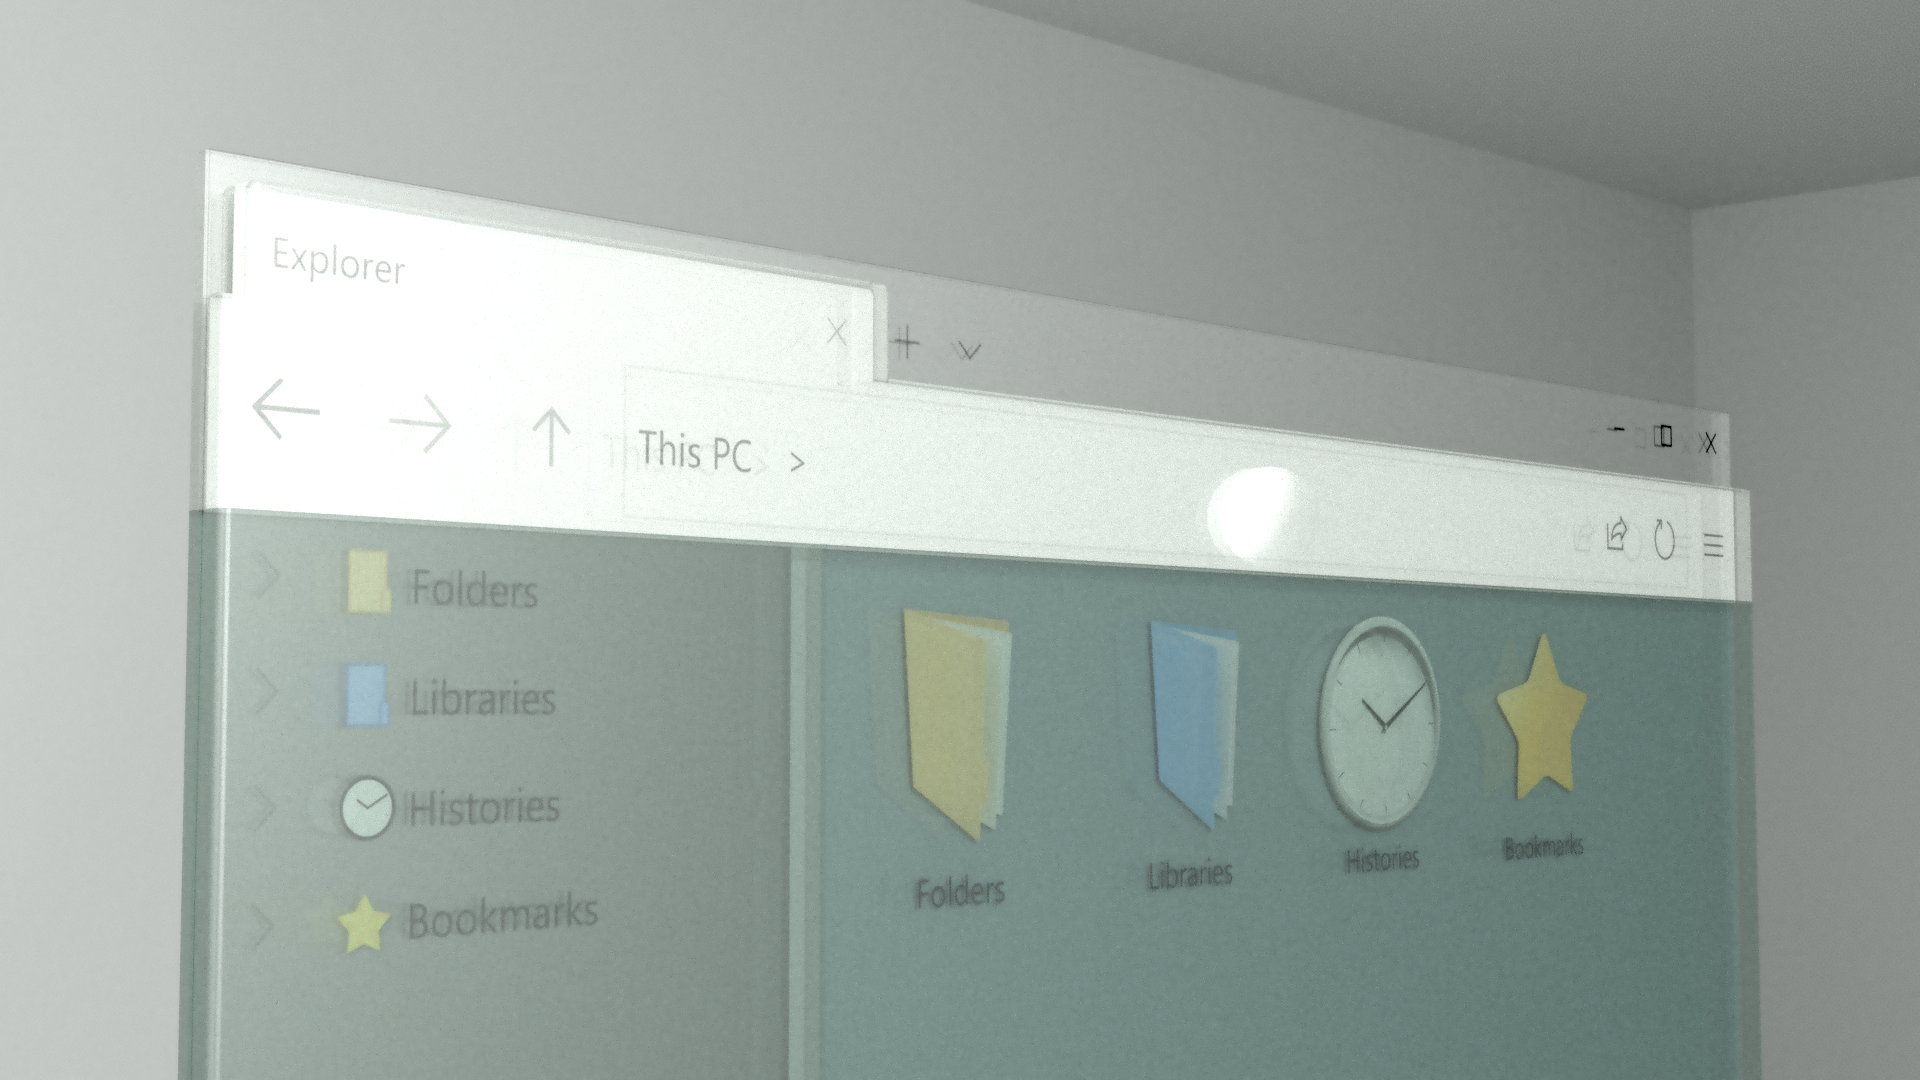 Explorer
This PC >
Folders
Libraries
Histories
Bookmarks
Folders
Libraries
Histories
Bookmarks